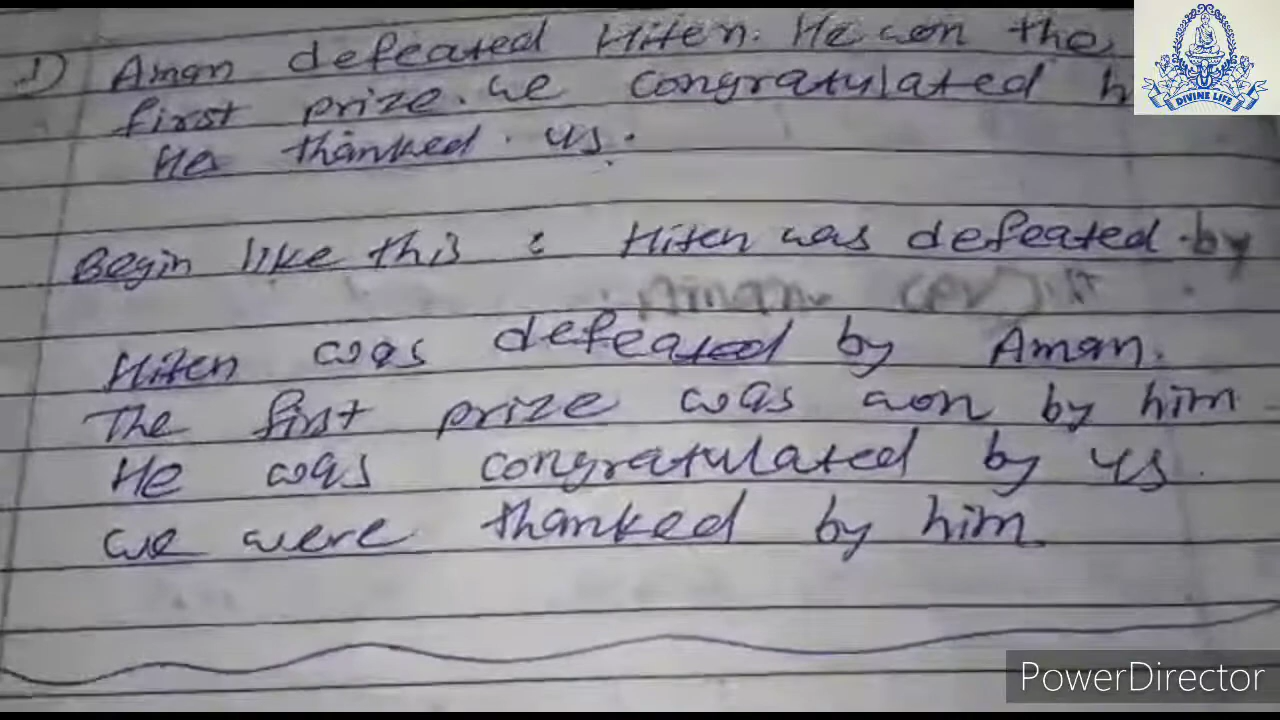 1) Aman defeated Hiten. He won the
first prize. we congratulated h
He thanked us.
Begin like this : Hiten was defeated by
Aman.
Hiten was defeated by Aman.
The first prize was won by him
He was congratulated by us.
we were thanked by him
DIVINE LIFE
PowerDirector